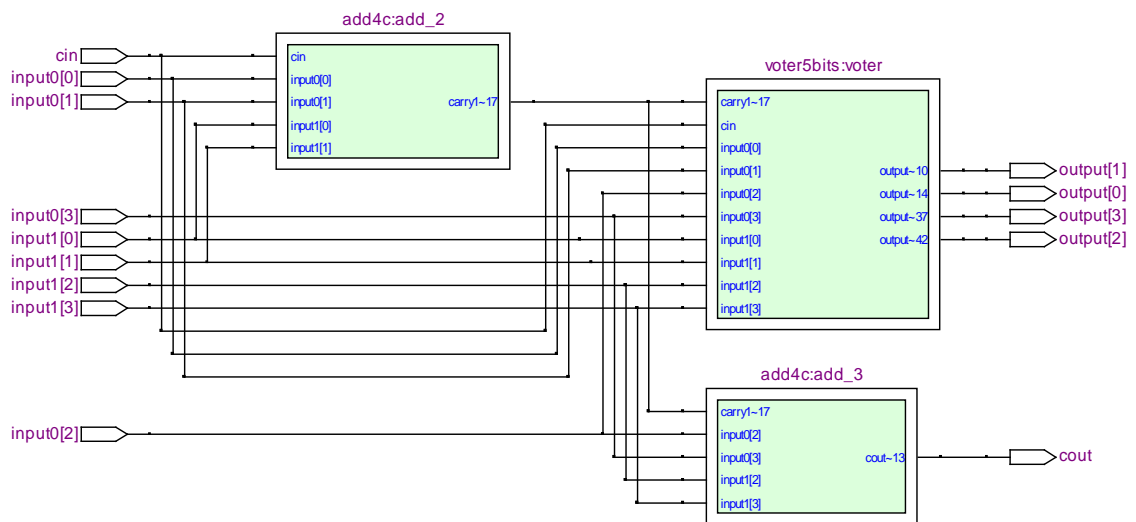 add4c:add_2
cin
input0[0]
input0[1]
cin
input0[0]
input0[1]
input1[0]
input1[1]
carry1~17
input0[3]
input1[0]
input1[1]
input1[2]
input1[3]
input0[2]
voter5bits:voter
carry1~17
cin
input0[0]
input0[1]
input0[2]
input0[3]
input1[0]
input1[1]
input1[2]
input1[3]
output~10
output~14
output~37
output~42
output[1]
output[0]
output[3]
output[2]
add4c:add_3
carry1~17
input0[2]
input0[3]
input1[2]
input1[3]
cout~13
cout